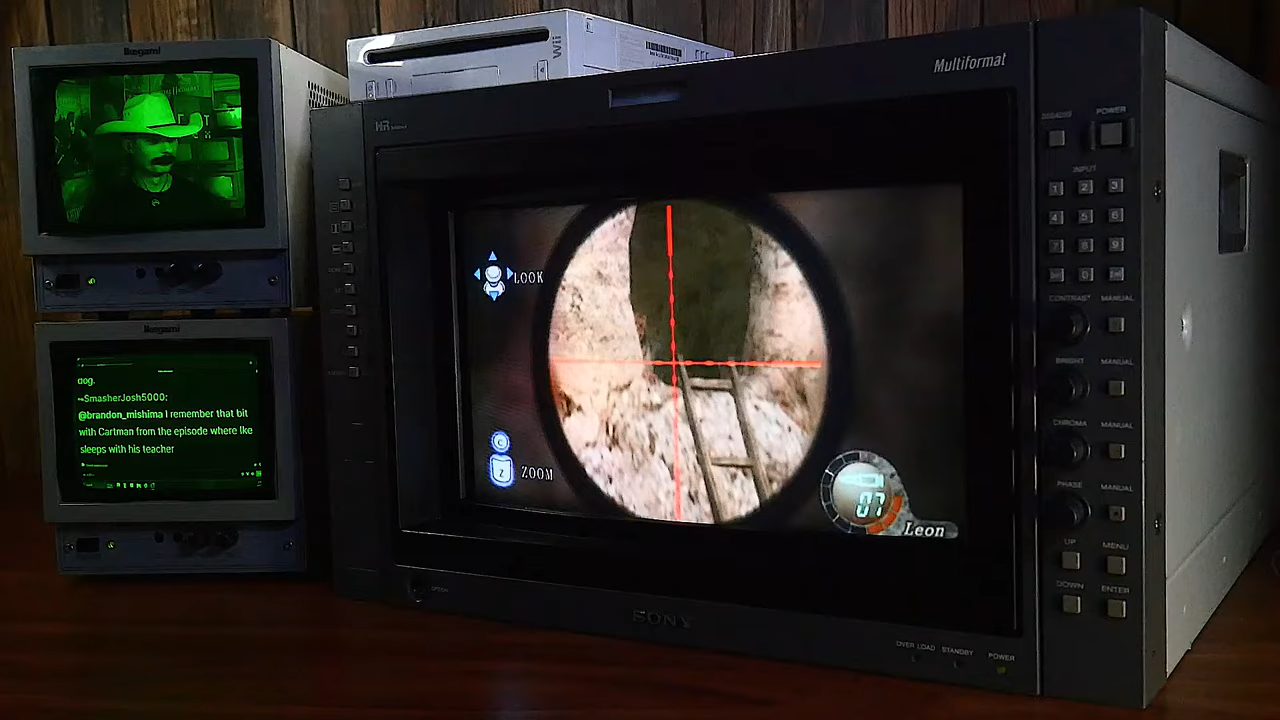 Ikegami
Wii
Multiformat
HR
POWER
INPUT
1 2 3
4 5 6
7 8 9
0
CONTRAST MANUAL
BRIGHT MANUAL
CHROMA MANUAL
PHASE MANUAL
UP MENU
DOWN ENTER
LOOK
ZOOM
07
Leon
Ikegami
dog.
SmasherJosh5000:
@brandon_mishima I remember that bit
with Cartman from the episode where Ike
sleeps with his teacher
SONY
OVER LOAD STANDBY POWER